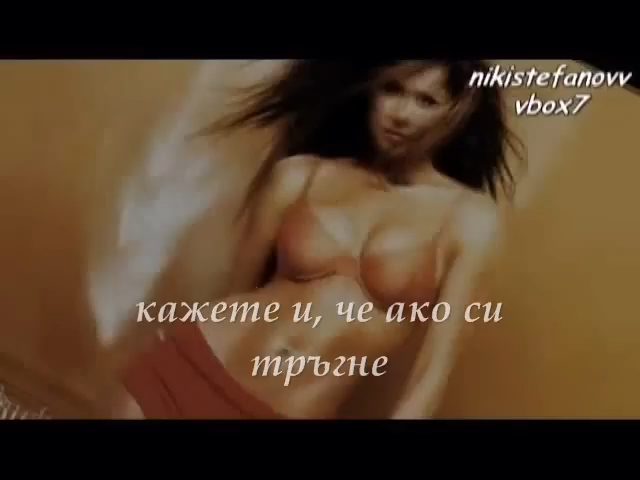 nikistefanovv
vbox7
кажете и, че ако си
тръгне